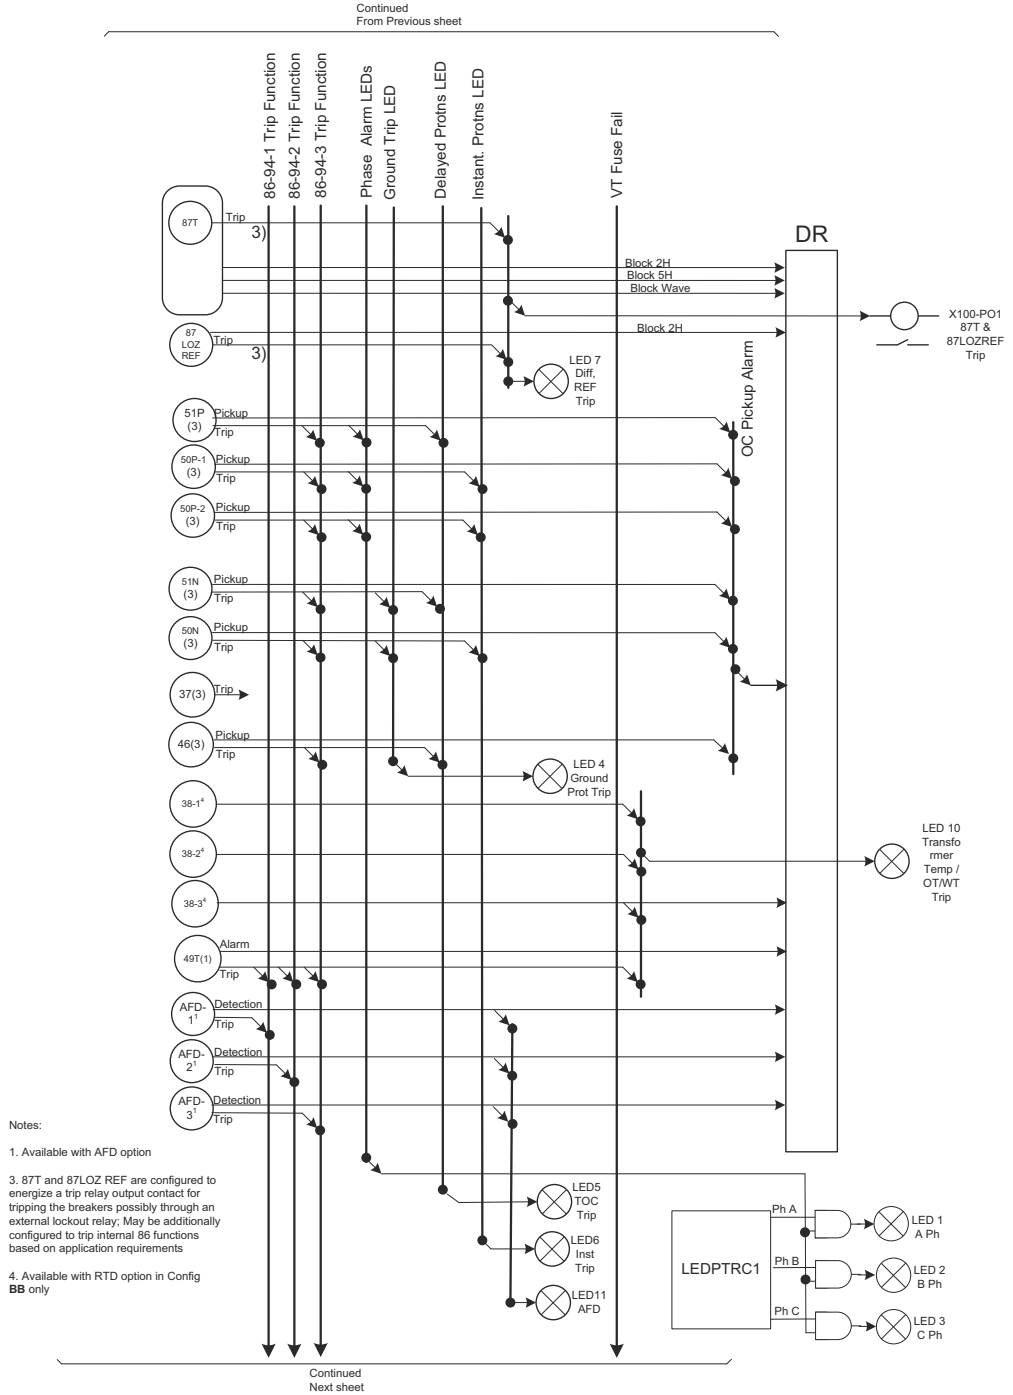 Continued
From Previous sheet
86-94-1 Trip Function
86-94-2 Trip Function
86-94-3 Trip Function
Phase Alarm LEDs
Ground Trip LED
Delayed Protns LED
Instant. Protns LED
VT Fuse Fail
87T
Trip
3)
DR
Block 2H
Block 5H
Block Wave
X100-PO1
87T &
87LOZREF
Trip
87
LOZ
REF
Trip
3)
Block 2H
LED 7
Diff,
REF
Trip
OC Pickup Alarm
51P
(3)
Pickup
Trip
50P-1
(3)
Pickup
Trip
50P-2
(3)
Pickup
Trip
51N
(3)
Pickup
Trip
50N
(3)
Pickup
Trip
37(3)
Trip
46(3)
Pickup
Trip
LED 4
Ground
Prot Trip
38-1⁴
38-2⁴
38-3⁴
LED 10
Transfo
rmer
Temp /
OT/WT
Trip
49T(1)
Alarm
Trip
AFD-
1¹
Detection
Trip
AFD-
2¹
Detection
Trip
AFD-
3¹
Detection
Trip
Notes:
1. Available with AFD option
3. 87T and 87LOZ REF are configured to
energize a trip relay output contact for
tripping the breakers possibly through an
external lockout relay; May be additionally
configured to trip internal 86 functions
based on application requirements
4. Available with RTD option in Config
BB only
LED5
TOC
Trip
LED6
Inst
Trip
LED11
AFD
LEDPTRC1
Ph A
Ph B
Ph C
LED 1
A Ph
LED 2
B Ph
LED 3
C Ph
Continued
Next sheet